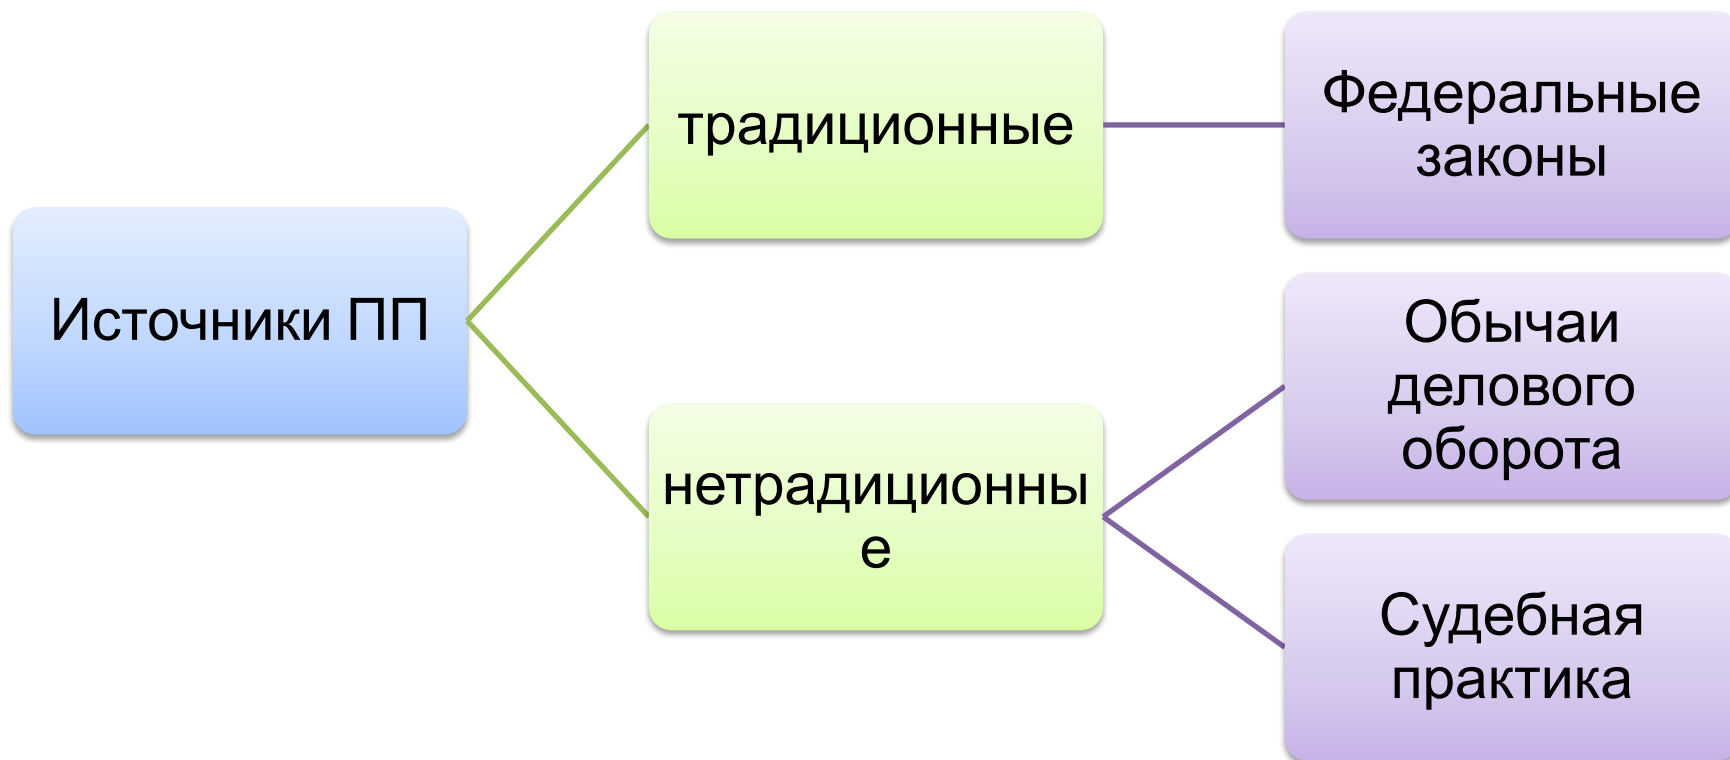 Источники ПП
традиционные
нетрадиционны
е
Федеральные
законы
Обычаи
делового
оборота
Судебная
практика